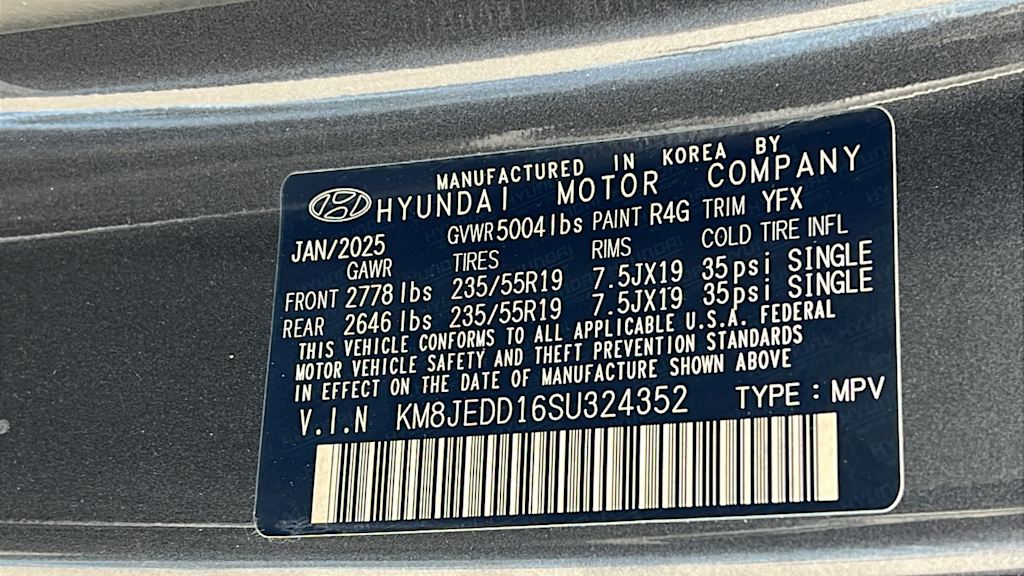 MANUFACTURED IN KOREA BY
HYUNDAI MOTOR COMPANY
JAN/2025 GVWR 5004 lbs PAINT R4G TRIM YFX
GAWR TIRES RIMS COLD TIRE INFL
FRONT 2778 lbs 235/55R19 7.5JX19 35psi SINGLE
REAR 2646 lbs 235/55R19 7.5JX19 35psi SINGLE
THIS VEHICLE CONFORMS TO ALL APPLICABLE U.S.A. FEDERAL
MOTOR VEHICLE SAFETY AND THEFT PREVENTION STANDARDS
IN EFFECT ON THE DATE OF MANUFACTURE SHOWN ABOVE
V.I.N KM8JEDD16SU324352 TYPE : MPV